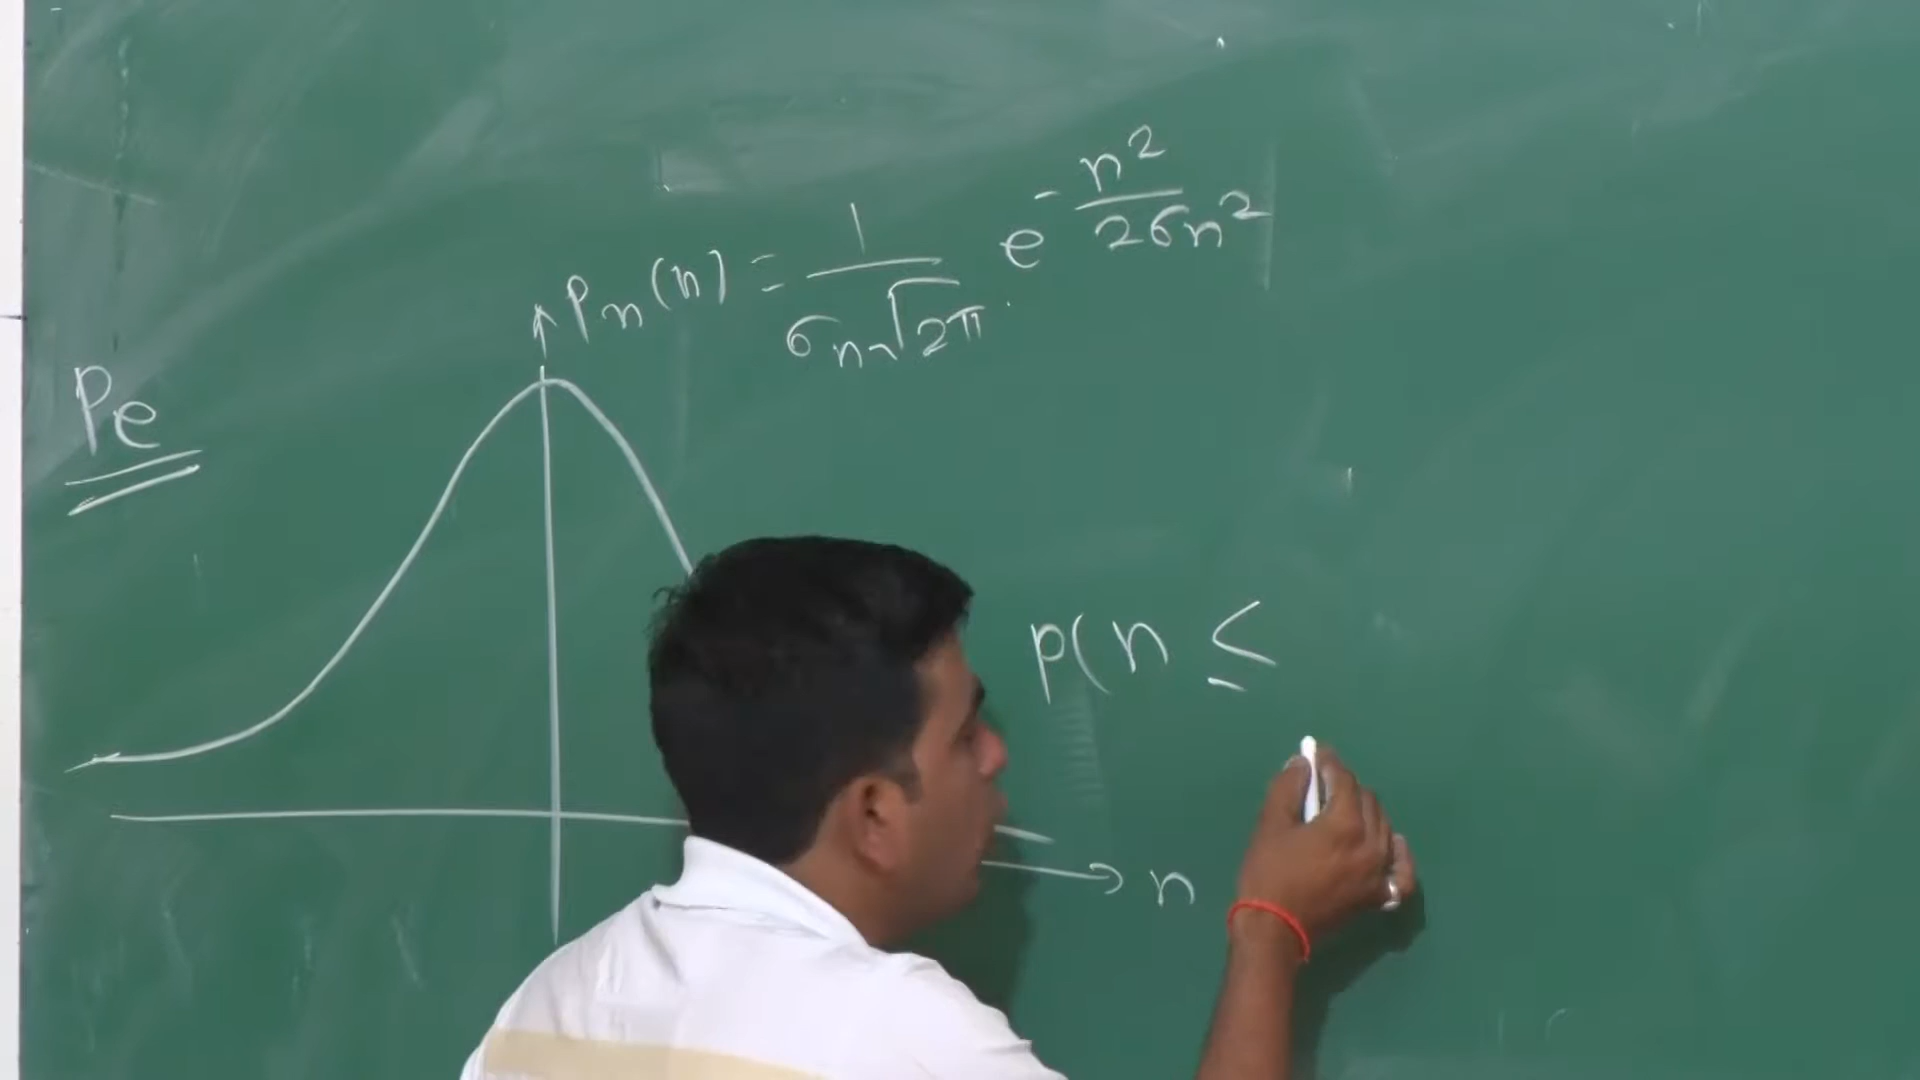 Pn(n) = 1/(σn√2π) e^(-n²/2σn²)
Pe
P(n ≤
n